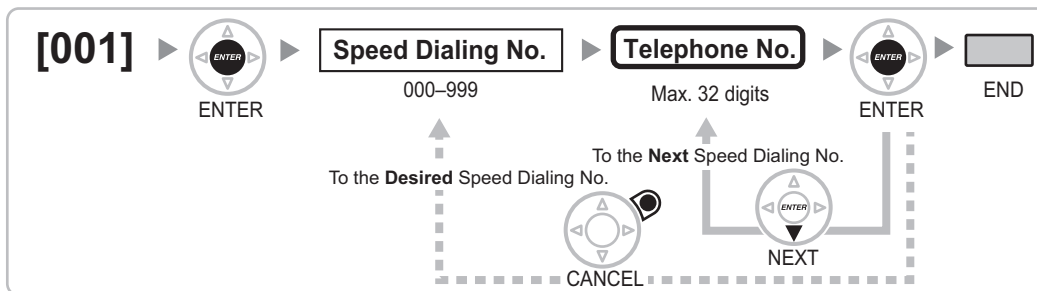 [001] ENTER Speed Dialing No. Telephone No. ENTER
ENTER 000–999 Max. 32 digits ENTER END
To the Next Speed Dialing No.
To the Desired Speed Dialing No.
ENTER
NEXT
CANCEL